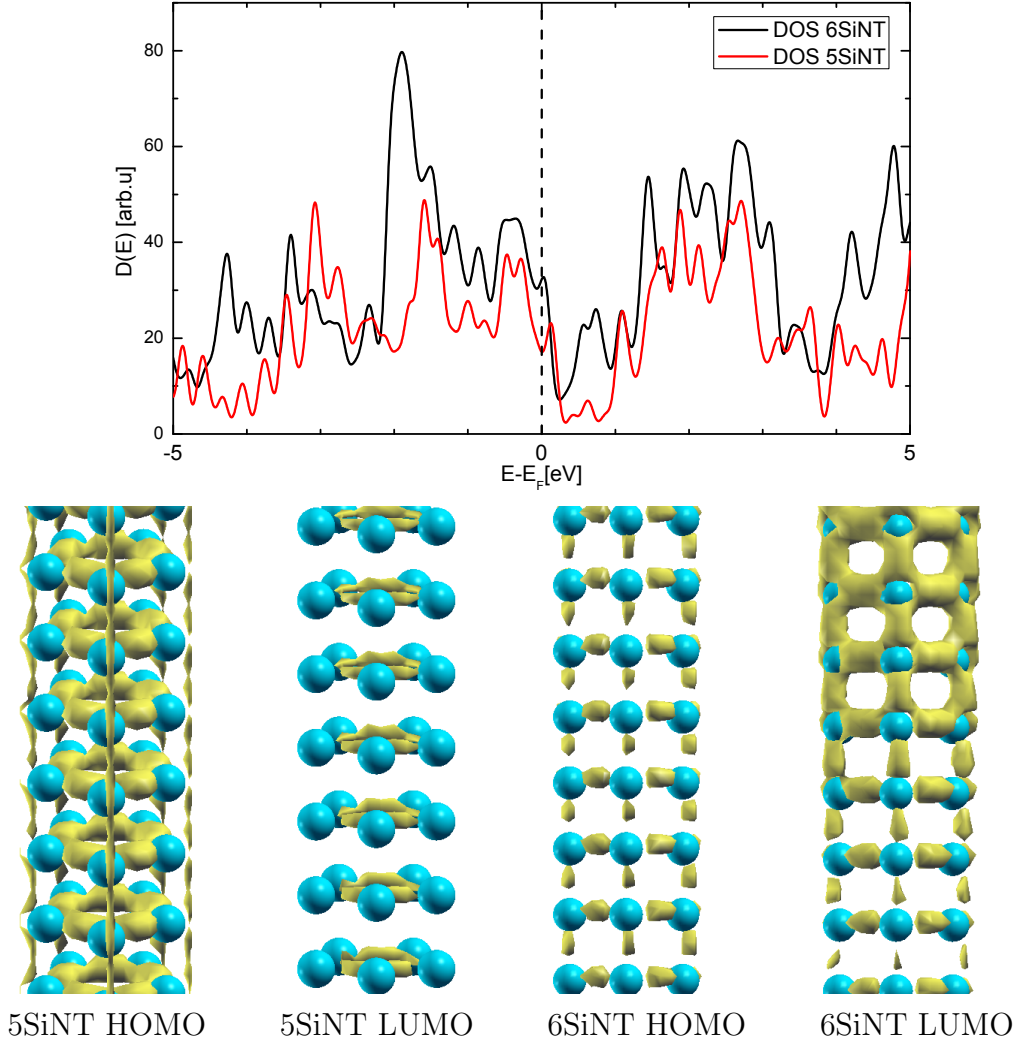 DOS 6SiNT
DOS 5SiNT
D(E) [arb.u]
80
60
40
20
0
-5
0
5
E-E_F[eV]
5SiNT HOMO
5SiNT LUMO
6SiNT HOMO
6SiNT LUMO